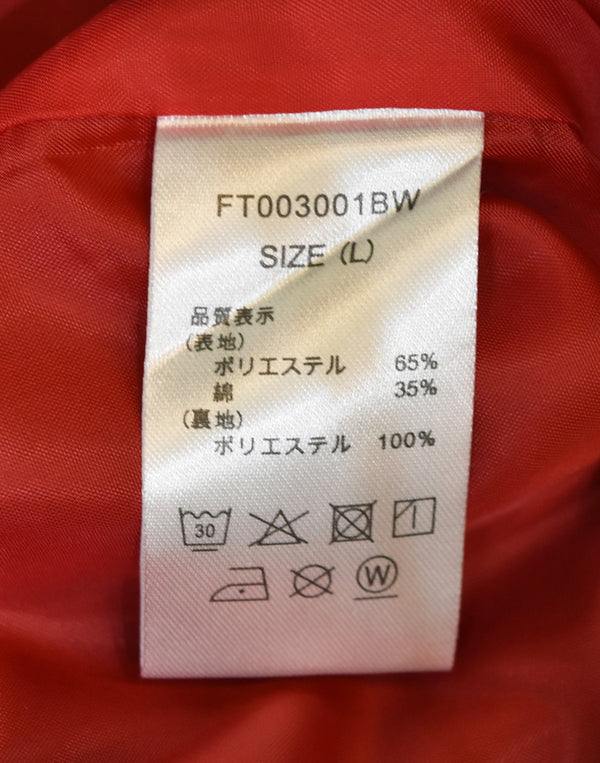 FT003001BW
SIZE (L)
品質表示
(表地)
ポリエステル 65%
綿 35%
(裏地)
ポリエステル 100%
30
W